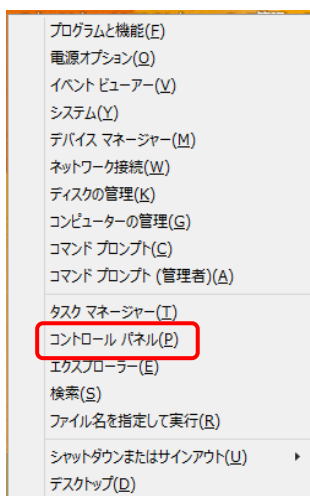 プログラムと機能(F)
電源オプション(O)
イベント ビューアー(V)
システム(Y)
デバイス マネージャー(M)
ネットワーク接続(W)
ディスクの管理(K)
コンピューターの管理(G)
コマンド プロンプト(C)
コマンド プロンプト (管理者)(A)
タスク マネージャー(T)
コントロール パネル(P)
エクスプローラー(E)
検索(S)
ファイル名を指定して実行(R)
シャットダウンまたはサインアウト(U)
デスクトップ(D)